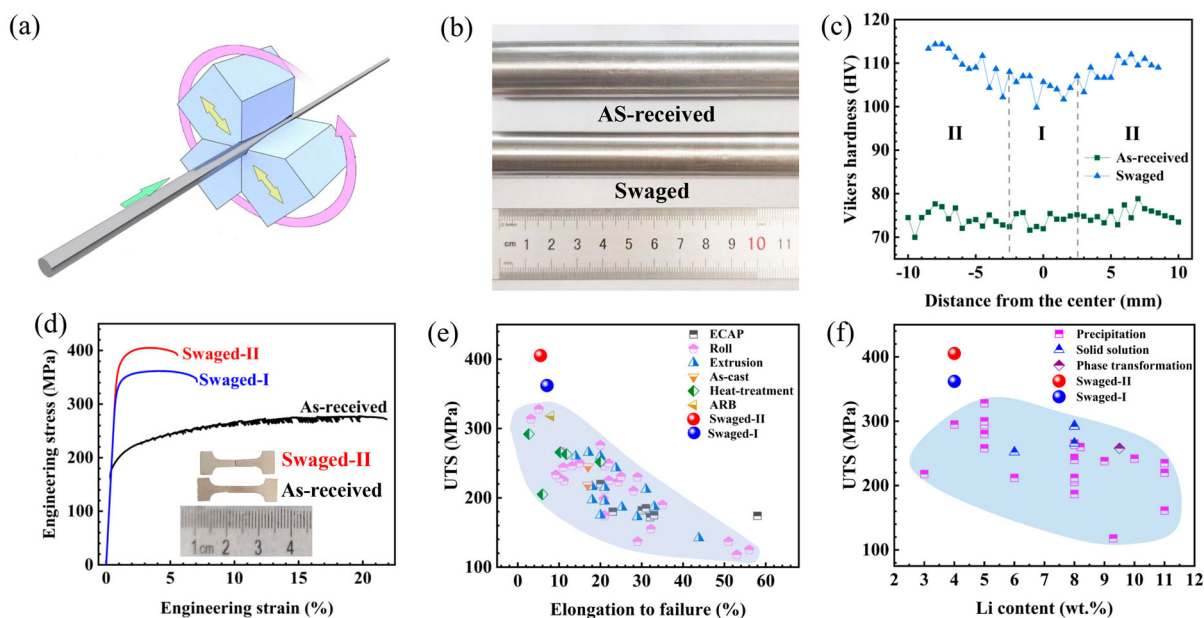 (a)
(b)
AS-received
Swaged
cm 1 2 3 4 5 6 7 8 9 10 11
(c)
Vikers hardness (HV)
120
110
100
90
80
70
II
I
II
As-received
Swaged
-10 -5 0 5 10
Distance from the center (mm)
(d)
Engineering stress (MPa)
400
300
200
100
0
Swaged-II
Swaged-I
As-received
Swaged-II
As-received
1cm 2 3 4
0 5 10 15 20
Engineering strain (%)
(e)
UTS (MPa)
400
300
200
100
ECAP
Roll
Extrusion
As-cast
Heat-treatment
ARB
Swaged-II
Swaged-I
0 10 20 30 40 50 60
Elongation to failure (%)
(f)
UTS (MPa)
500
400
300
200
100
Precipitation
Solid solution
Phase transformation
Swaged-II
Swaged-I
2 3 4 5 6 7 8 9 10 11 12
Li content (wt.%)